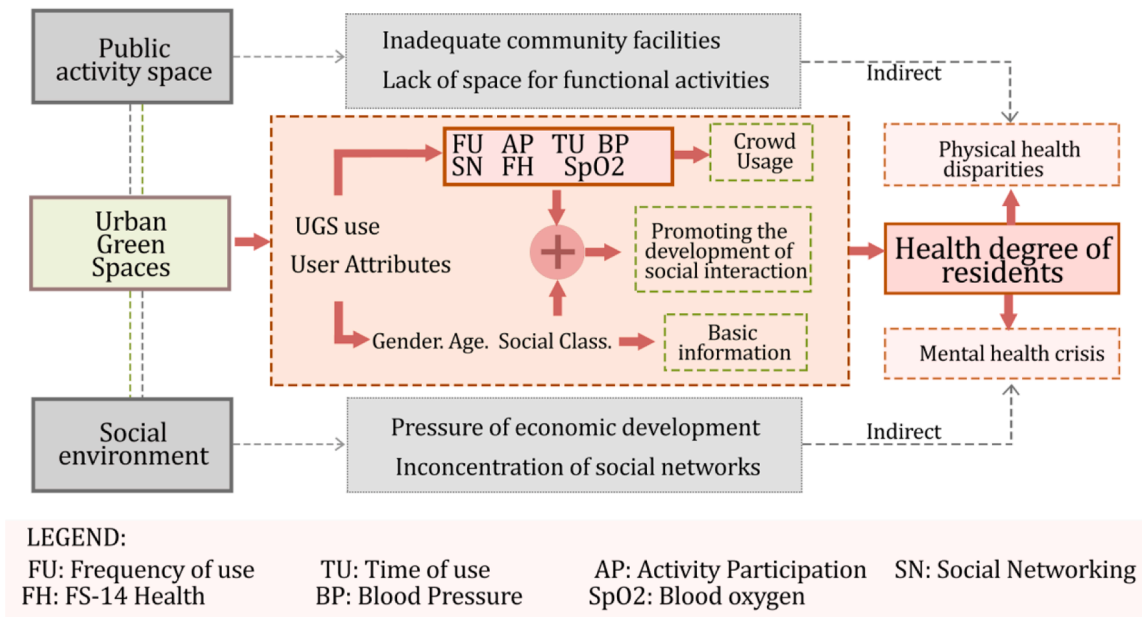 Public
activity space
Inadequate community facilities
Lack of space for functional activities
Indirect
Physical health
disparities
Urban
Green
Spaces
UGS use
User Attributes
FU AP TU BP
SN FH SpO2
Crowd
Usage
+
Promoting the
development of
social interaction
Gender. Age. Social Class.
Basic
information
Health degree of
residents
Mental health crisis
Social
environment
Pressure of economic development
Inconcentration of social networks
Indirect
LEGEND:
FU: Frequency of use TU: Time of use AP: Activity Participation SN: Social Networking
FH: FS-14 Health BP: Blood Pressure SpO2: Blood oxygen